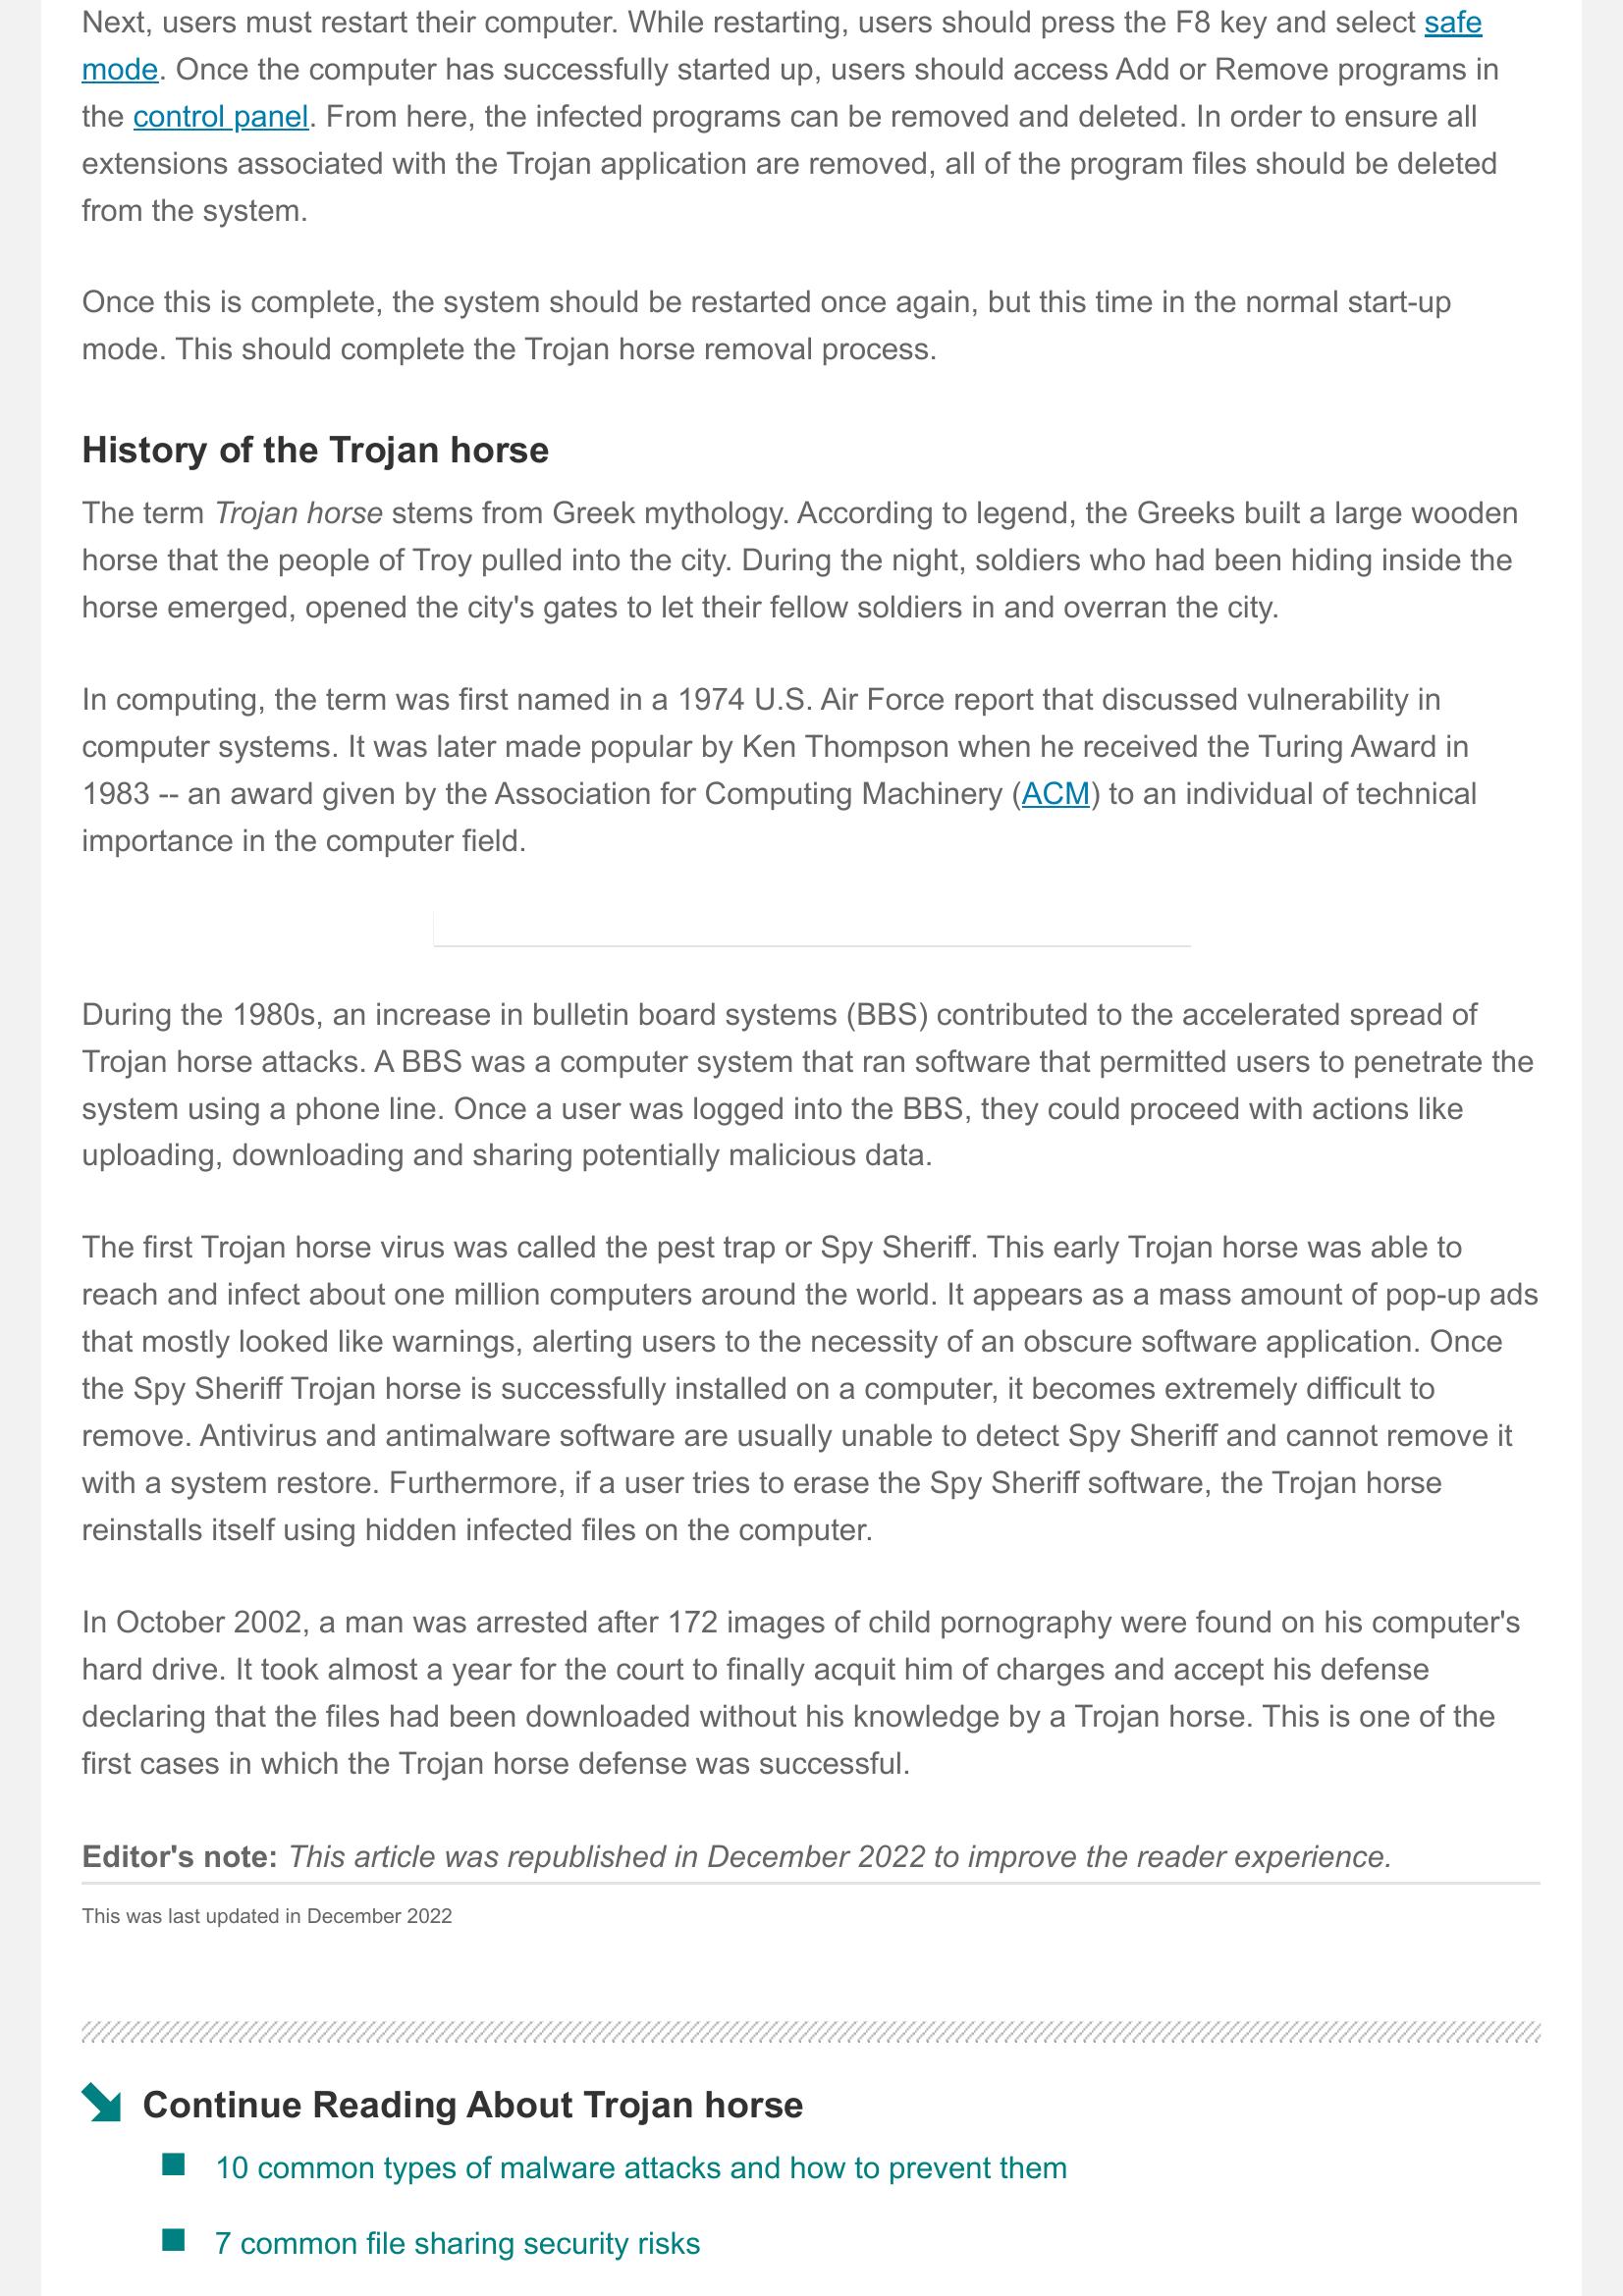 Next, users must restart their computer. While restarting, users should press the F8 key and select safe
mode. Once the computer has successfully started up, users should access Add or Remove programs in
the control panel. From here, the infected programs can be removed and deleted. In order to ensure all
extensions associated with the Trojan application are removed, all of the program files should be deleted
from the system.
Once this is complete, the system should be restarted once again, but this time in the normal start-up
mode. This should complete the Trojan horse removal process.
History of the Trojan horse
The term Trojan horse stems from Greek mythology. According to legend, the Greeks built a large wooden
horse that the people of Troy pulled into the city. During the night, soldiers who had been hiding inside the
horse emerged, opened the city's gates to let their fellow soldiers in and overran the city.
In computing, the term was first named in a 1974 U.S. Air Force report that discussed vulnerability in
computer systems. It was later made popular by Ken Thompson when he received the Turing Award in
1983 -- an award given by the Association for Computing Machinery (ACM) to an individual of technical
importance in the computer field.
During the 1980s, an increase in bulletin board systems (BBS) contributed to the accelerated spread of
Trojan horse attacks. A BBS was a computer system that ran software that permitted users to penetrate the
system using a phone line. Once a user was logged into the BBS, they could proceed with actions like
uploading, downloading and sharing potentially malicious data.
The first Trojan horse virus was called the pest trap or Spy Sheriff. This early Trojan horse was able to
reach and infect about one million computers around the world. It appears as a mass amount of pop-up ads
that mostly looked like warnings, alerting users to the necessity of an obscure software application. Once
the Spy Sheriff Trojan horse is successfully installed on a computer, it becomes extremely difficult to
remove. Antivirus and antimalware software are usually unable to detect Spy Sheriff and cannot remove it
with a system restore. Furthermore, if a user tries to erase the Spy Sheriff software, the Trojan horse
reinstalls itself using hidden infected files on the computer.
In October 2002, a man was arrested after 172 images of child pornography were found on his computer's
hard drive. It took almost a year for the court to finally acquit him of charges and accept his defense
declaring that the files had been downloaded without his knowledge by a Trojan horse. This is one of the
first cases in which the Trojan horse defense was successful.
Editor's note: This article was republished in December 2022 to improve the reader experience.
This was last updated in December 2022
Continue Reading About Trojan horse
10 common types of malware attacks and how to prevent them
7 common file sharing security risks